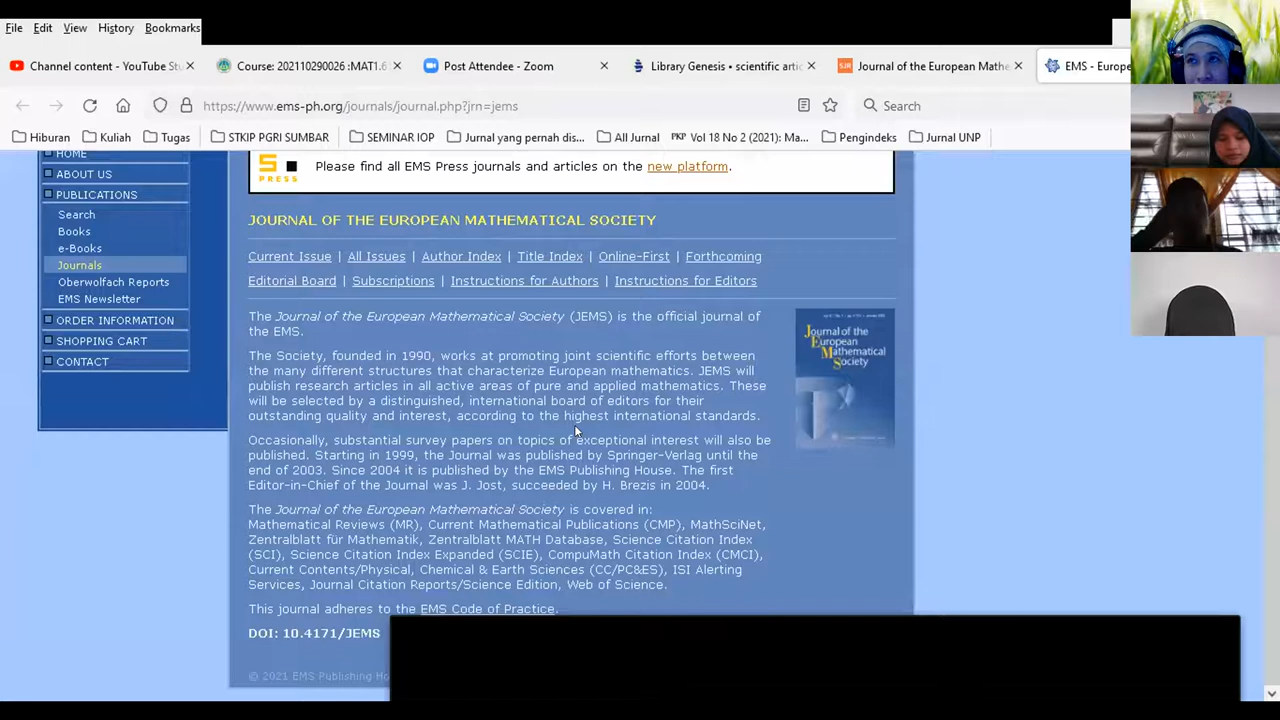 File Edit View History Bookmarks
Channel content - YouTube St
Course: 202110290026 :MAT1.6
Post Attendee - Zoom
Library Genesis • scientific arti
Journal of the European Mathe
EMS - Europe
https://www.ems-ph.org/journals/journal.php?jrn=jems
Search
Hiburan
Kuliah
Tugas
STKIP PGRI SUMBAR
SEMINAR IOP
Jurnal yang pernah dis...
All Jurnal
PKP Vol 18 No 2 (2021): Ma...
Pengindeks
Jurnal UNP
HOME
ABOUT US
PUBLICATIONS
Search
Books
e-Books
Journals
Oberwolfach Reports
EMS Newsletter
ORDER INFORMATION
SHOPPING CART
CONTACT
PRESS
Please find all EMS Press journals and articles on the new platform.
JOURNAL OF THE EUROPEAN MATHEMATICAL SOCIETY
Current Issue | All Issues | Author Index | Title Index | Online-First | Forthcoming
Editorial Board | Subscriptions | Instructions for Authors | Instructions for Editors
The Journal of the European Mathematical Society (JEMS) is the official journal of
the EMS.
The Society, founded in 1990, works at promoting joint scientific efforts between
the many different structures that characterize European mathematics. JEMS will
publish research articles in all active areas of pure and applied mathematics. These
will be selected by a distinguished, international board of editors for their
outstanding quality and interest, according to the highest international standards.
Occasionally, substantial survey papers on topics of exceptional interest will also be
published. Starting in 1999, the Journal was published by Springer-Verlag until the
end of 2003. Since 2004 it is published by the EMS Publishing House. The first
Editor-in-Chief of the Journal was J. Jost, succeeded by H. Brezis in 2004.
The Journal of the European Mathematical Society is covered in:
Mathematical Reviews (MR), Current Mathematical Publications (CMP), MathSciNet,
Zentralblatt für Mathematik, Zentralblatt MATH Database, Science Citation Index
(SCI), Science Citation Index Expanded (SCIE), CompuMath Citation Index (CMCI),
Current Contents/Physical, Chemical & Earth Sciences (CC/PC&ES), ISI Alerting
Services, Journal Citation Reports/Science Edition, Web of Science.
This journal adheres to the EMS Code of Practice.
DOI: 10.4171/JEMS
© 2021 EMS Publishing Ho
Journal of the
European
Mathematical
Society